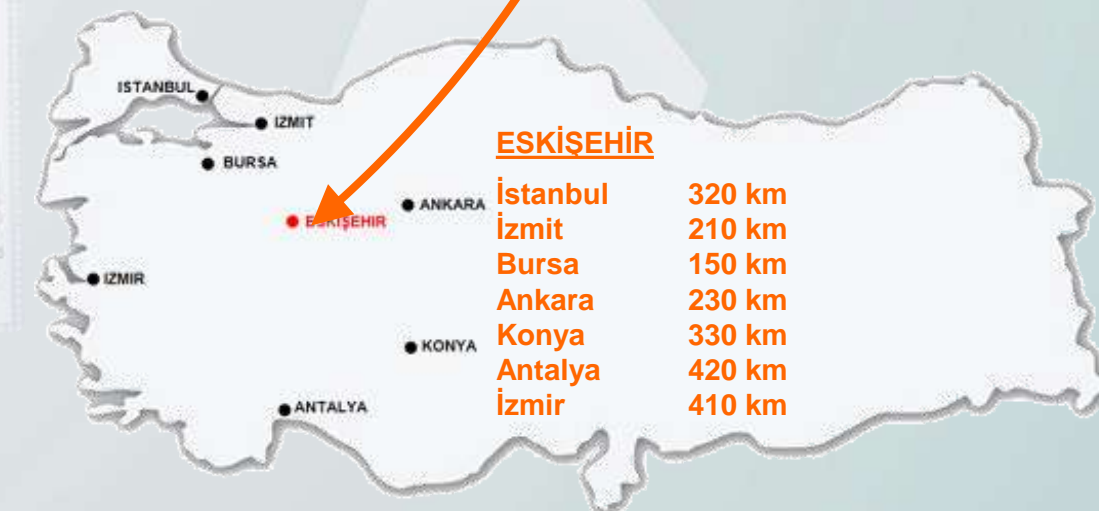 ISTANBUL
IZMIT
BURSA
ANKARA
ESKIŞEHIR
IZMIR
KONYA
ANTALYA
ESKİŞEHİR
İstanbul 320 km
İzmit 210 km
Bursa 150 km
Ankara 230 km
Konya 330 km
Antalya 420 km
İzmir 410 km